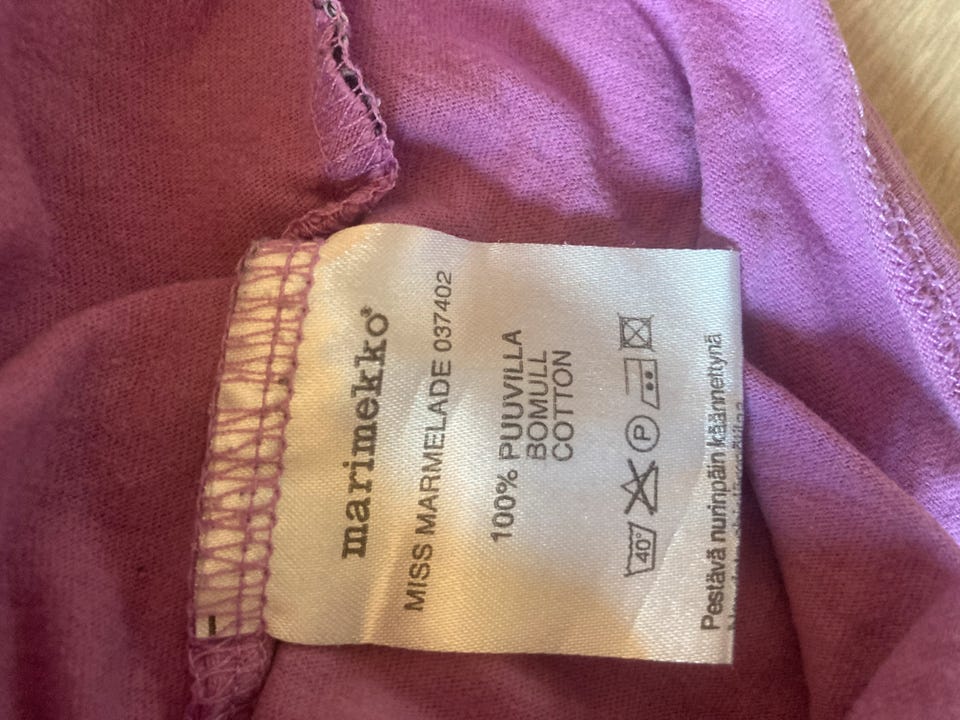 marimekko®
MISS MARMELADE 037402
100% PUUVILLA
BOMULL
COTTON
40° P
Pestävä nurinpäin käännettynä